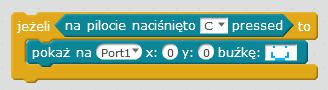 jeżeli na pilocie naciśnięto C pressed to
pokaż na Port1 x: 0 y: 0 buźkę: